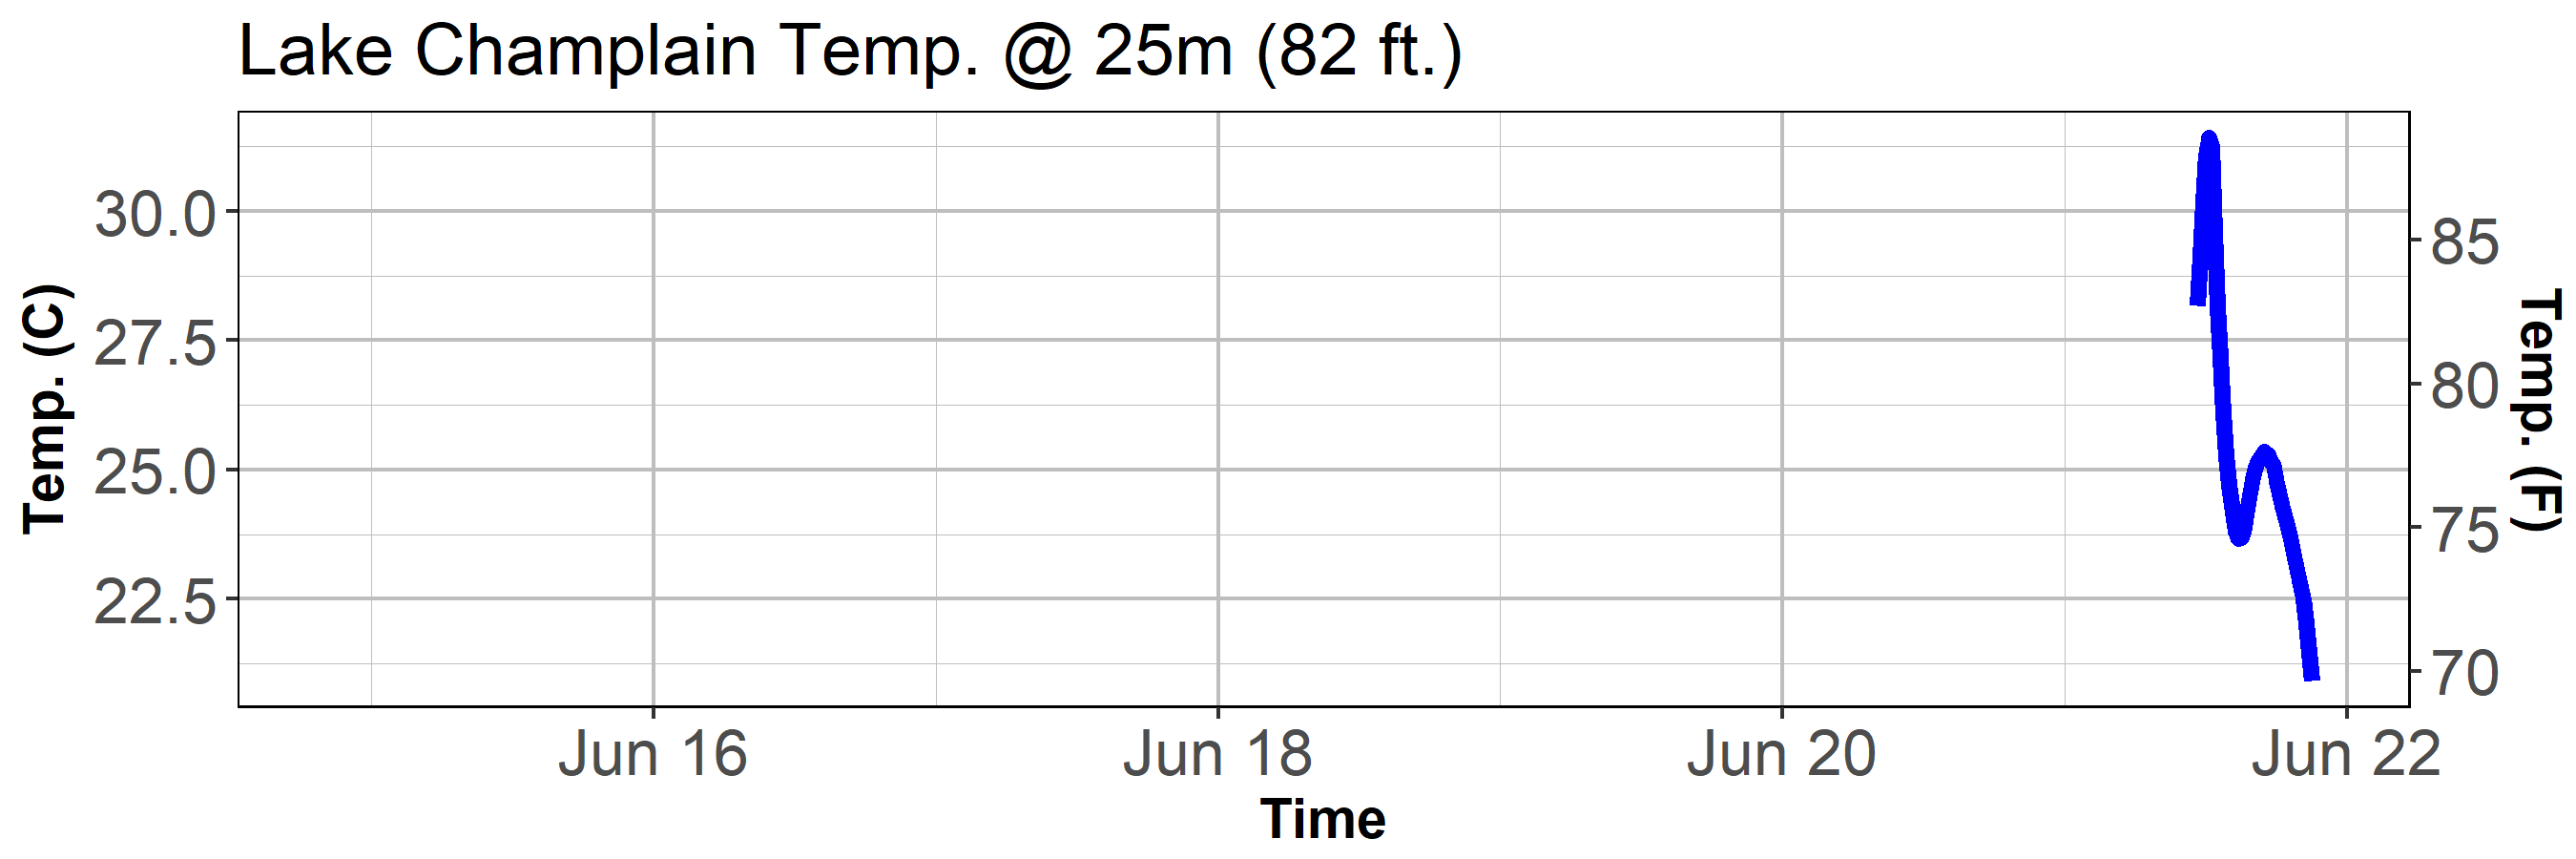 Lake Champlain Temp. @ 25m (82 ft.)
Temp. (C)
30.0
27.5
25.0
22.5
85
80
75
70
Temp. (F)
Jun 16
Jun 18
Jun 20
Jun 22
Time